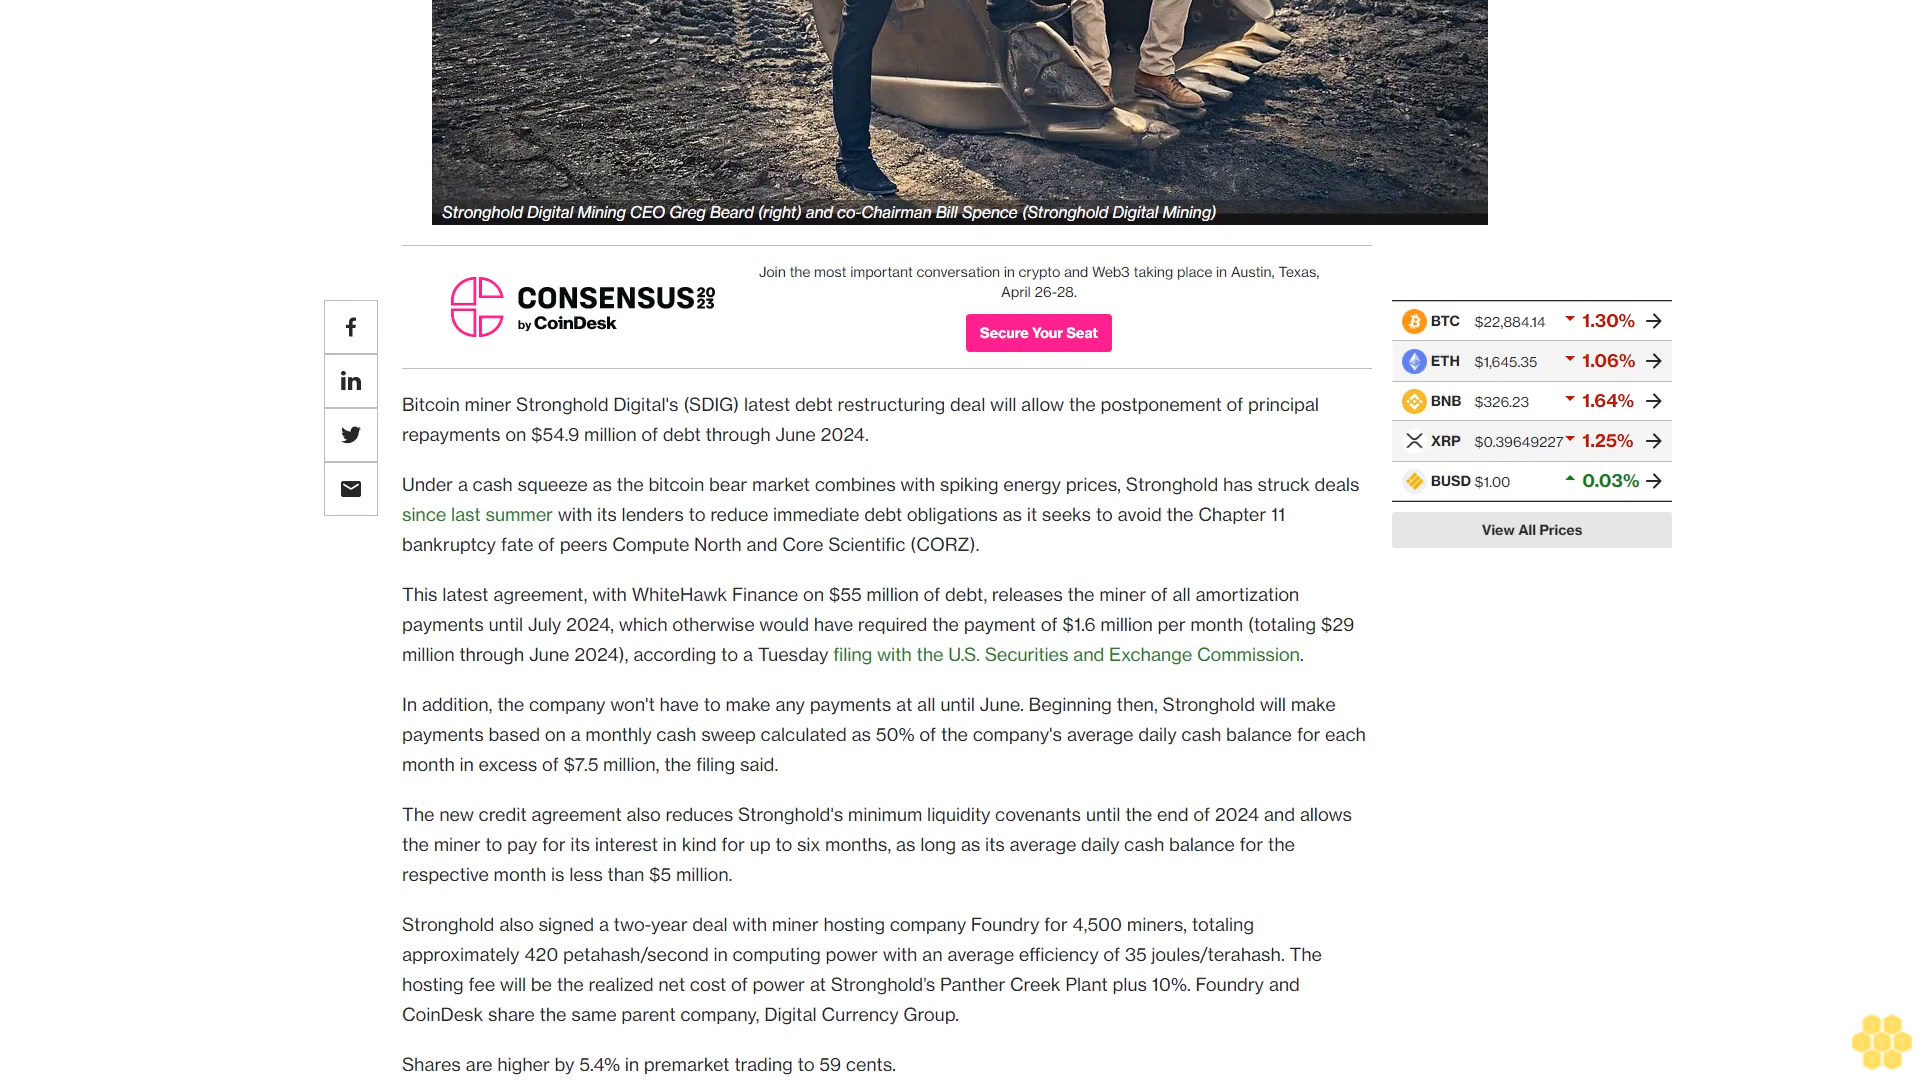 Stronghold Digital Mining CEO Greg Beard (right) and co-Chairman Bill Spence (Stronghold Digital Mining)
CONSENSUS 2023
by CoinDesk
Join the most important conversation in crypto and Web3 taking place in Austin, Texas,
April 26-28.
Secure Your Seat
Bitcoin miner Stronghold Digital's (SDIG) latest debt restructuring deal will allow the postponement of principal
repayments on $54.9 million of debt through June 2024.
Under a cash squeeze as the bitcoin bear market combines with spiking energy prices, Stronghold has struck deals
since last summer with its lenders to reduce immediate debt obligations as it seeks to avoid the Chapter 11
bankruptcy fate of peers Compute North and Core Scientific (CORZ).
This latest agreement, with WhiteHawk Finance on $55 million of debt, releases the miner of all amortization
payments until July 2024, which otherwise would have required the payment of $1.6 million per month (totaling $29
million through June 2024), according to a Tuesday filing with the U.S. Securities and Exchange Commission.
In addition, the company won't have to make any payments at all until June. Beginning then, Stronghold will make
payments based on a monthly cash sweep calculated as 50% of the company's average daily cash balance for each
month in excess of $7.5 million, the filing said.
The new credit agreement also reduces Stronghold's minimum liquidity covenants until the end of 2024 and allows
the miner to pay for its interest in kind for up to six months, as long as its average daily cash balance for the
respective month is less than $5 million.
Stronghold also signed a two-year deal with miner hosting company Foundry for 4,500 miners, totaling
approximately 420 petahash/second in computing power with an average efficiency of 35 joules/terahash. The
hosting fee will be the realized net cost of power at Stronghold’s Panther Creek Plant plus 10%. Foundry and
CoinDesk share the same parent company, Digital Currency Group.
Shares are higher by 5.4% in premarket trading to 59 cents.
BTC $22,884.14 1.30%
ETH $1,645.35 1.06%
BNB $326.23 1.64%
XRP $0.39649227 1.25%
BUSD $1.00 0.03%
View All Prices